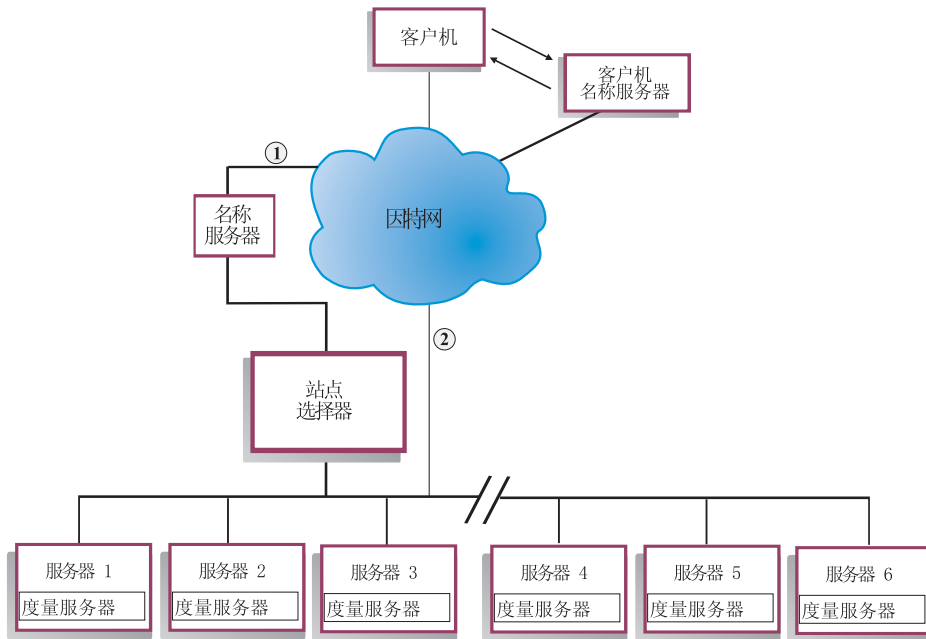 客户机
客户机
名称服务器
①
因特网
名称
服务器
②
站点
选择器
服务器 1
服务器 2
服务器 3
服务器 4
服务器 5
服务器 6
度量服务器
度量服务器
度量服务器
度量服务器
度量服务器
度量服务器